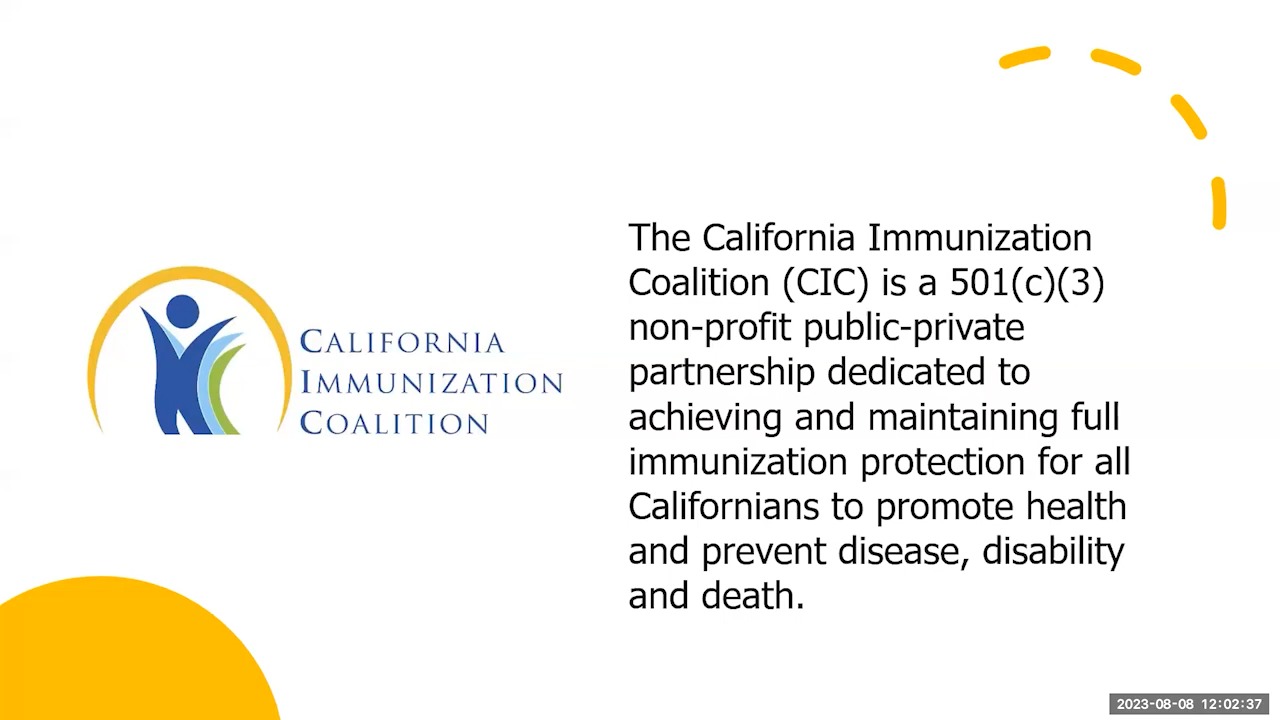 CALIFORNIA
IMMUNIZATION
COALITION
The California Immunization
Coalition (CIC) is a 501(c)(3)
non-profit public-private
partnership dedicated to
achieving and maintaining full
immunization protection for all
Californians to promote health
and prevent disease, disability
and death.
2023-08-08 12:02:37